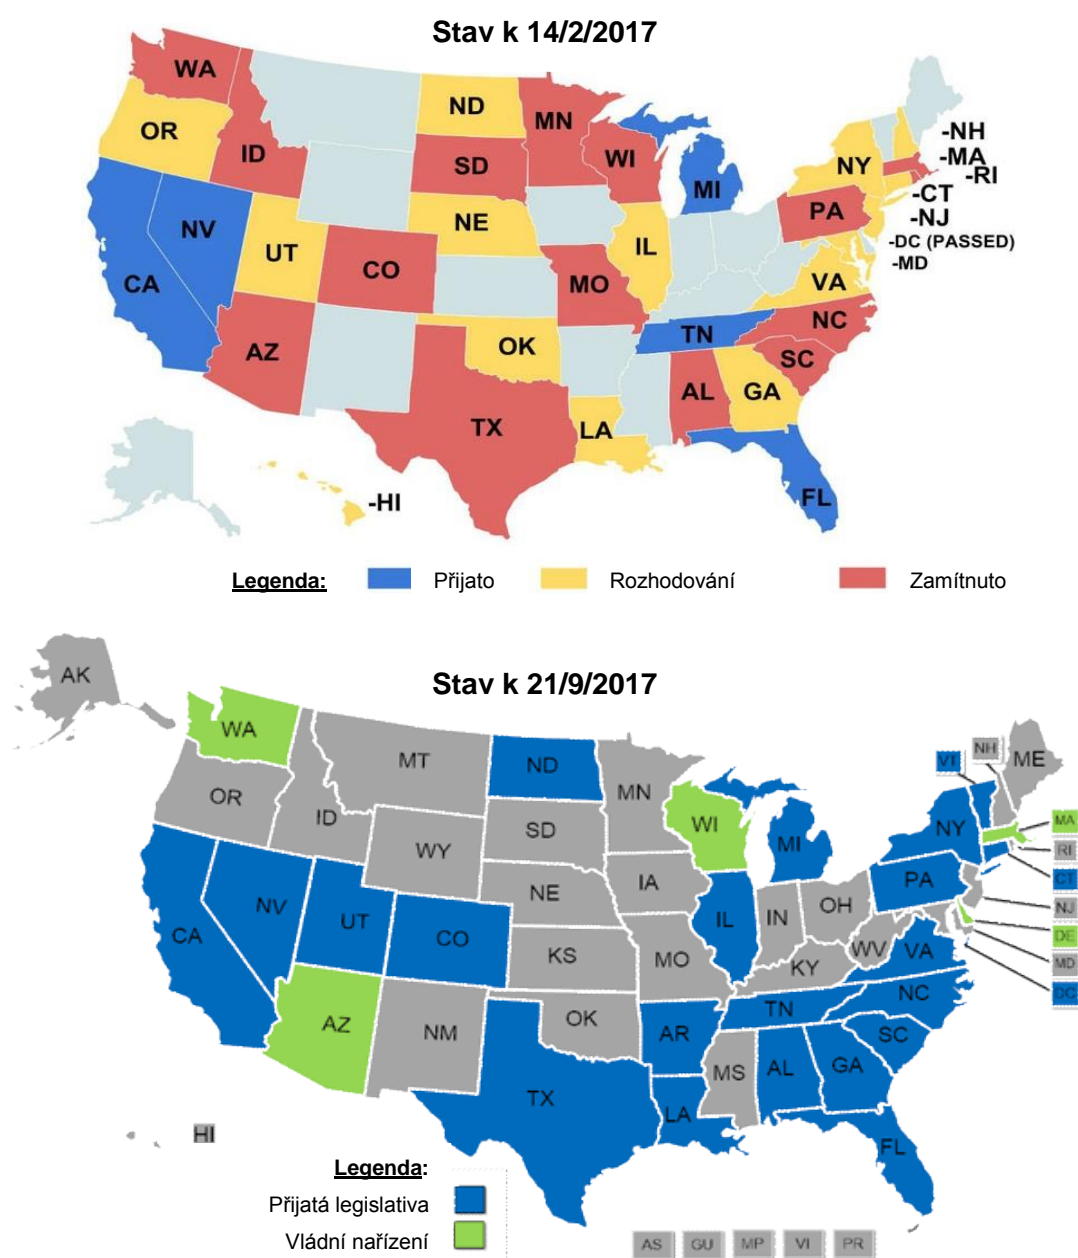 Stav k 14/2/2017
WA
ND
MN
OR
ID
SD
WI
MI
NY
-NH
-MA
-RI
-CT
-NJ
-DC (PASSED)
-MD
NV
UT
NE
IL
PA
CA
CO
MO
VA
AZ
OK
TN
NC
SC
TX
LA
AL
GA
FL
-HI
Legenda: Přijato Rozhodování Zamítnuto
Stav k 21/9/2017
AK
WA
MT
ND
MN
VT
NH
ME
OR
ID
SD
WI
MI
NY
MA
RI
CT
NJ
DE
MD
DC
WY
NE
IA
PA
CA
NV
UT
CO
KS
MO
IL
IN
OH
WV
KY
VA
AZ
NM
OK
AR
TN
NC
SC
TX
LA
MS
AL
GA
FL
HI
Legenda:
Přijatá legislativa
Vládní nařízení
AS GU MP VI PR